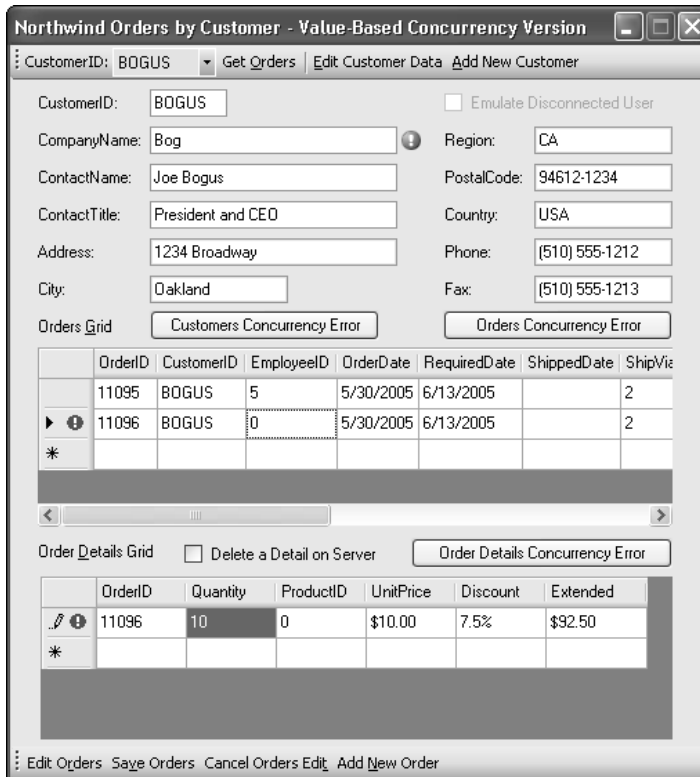 Northwind Orders by Customer - Value-Based Concurrency Version
CustomerID: BOGUS Get Orders Edit Customer Data Add New Customer
CustomerID: BOGUS Emulate Disconnected User
CompanyName: Bog Region: CA
ContactName: Joe Bogus PostalCode: 94612-1234
ContactTitle: President and CEO Country: USA
Address: 1234 Broadway Phone: (510) 555-1212
City: Oakland Fax: (510) 555-1213
Orders Grid Customers Concurrency Error Orders Concurrency Error
OrderID CustomerID EmployeeID OrderDate RequiredDate ShippedDate ShipVia
11095 BOGUS 5 5/30/2005 6/13/2005 2
11096 BOGUS 0 5/30/2005 6/13/2005 2
Order Details Grid Delete a Detail on Server Order Details Concurrency Error
OrderID Quantity ProductID UnitPrice Discount Extended
11096 10 0 $10.00 7.5% $92.50
Edit Orders Save Orders Cancel Orders Edit Add New Order